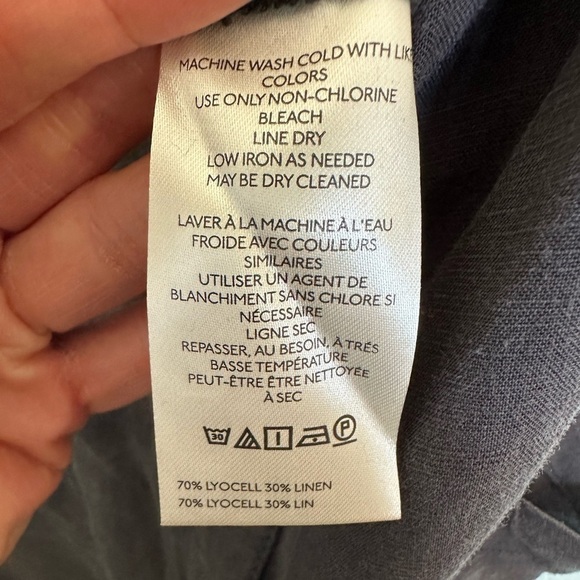 MACHINE WASH COLD WITH LIKE
COLORS
USE ONLY NON-CHLORINE
BLEACH
LINE DRY
LOW IRON AS NEEDED
MAY BE DRY CLEANED
LAVER À LA MACHINE À L'EAU
FROIDE AVEC COULEURS
SIMILAIRES
UTILISER UN AGENT DE
BLANCHIMENT SANS CHLORE SI
NÉCESSAIRE
LIGNE SEC
REPASSER, AU BESOIN, À TRÉS
BASSE TEMPÉRATURE
PEUT-ÊTRE ÊTRE NETTOYÉE
À SEC
30
P
70% LYOCELL 30% LINEN
70% LYOCELL 30% LIN